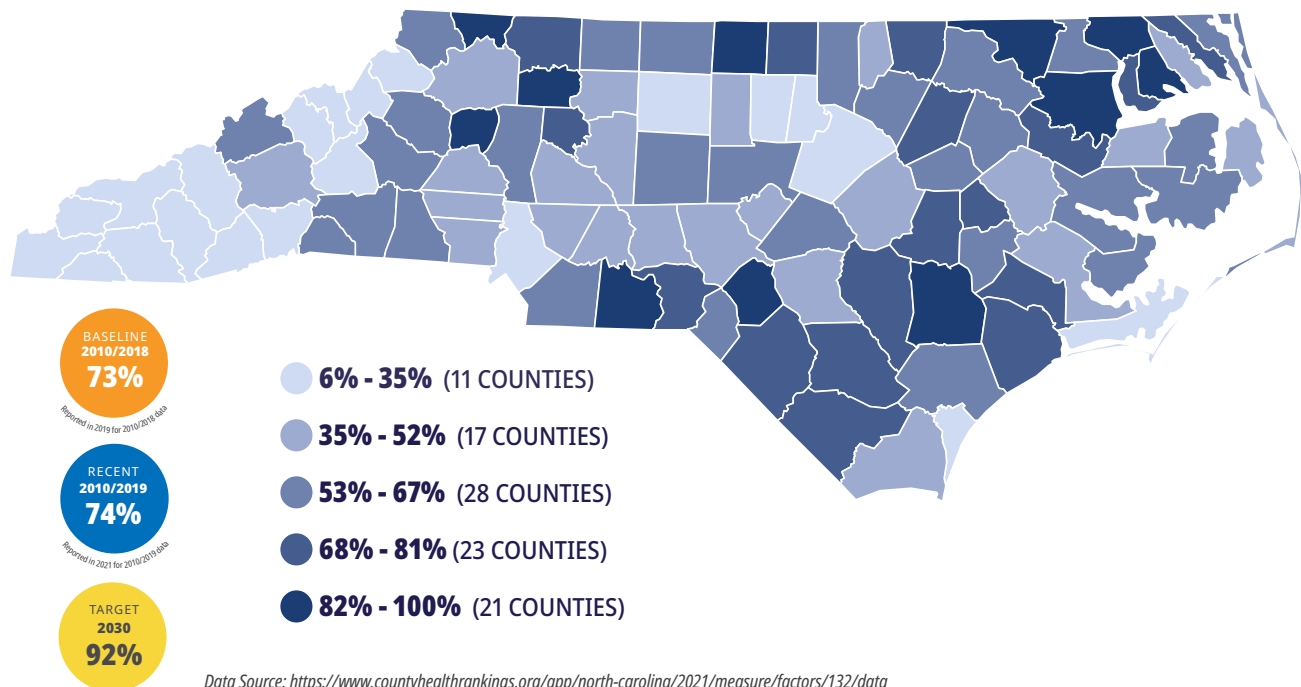 BASELINE
2010/2018
73%
Reported in 2019 for 2010/2018 data
RECENT
2010/2019
74%
Reported in 2021 for 2010/2019 data
TARGET
2030
92%
6% - 35% (11 COUNTIES)
35% - 52% (17 COUNTIES)
53% - 67% (28 COUNTIES)
68% - 81% (23 COUNTIES)
82% - 100% (21 COUNTIES)
Data Source: https://www.countyhealthrankings.org/app/north-carolina/2021/measure/factors/132/data